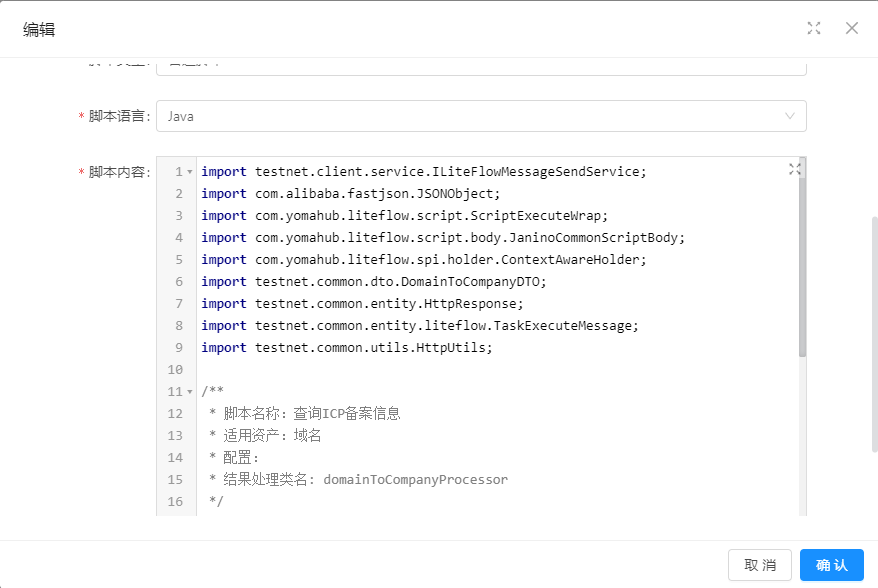 编辑
* 脚本语言:
Java
* 脚本内容:
1 import testnet.client.service.ILiteFlowMessageSendService;
2 import com.alibaba.fastjson.JSONObject;
3 import com.yomahub.liteflow.script.ScriptExecuteWrap;
4 import com.yomahub.liteflow.script.body.JaninoCommonScriptBody;
5 import com.yomahub.liteflow.spi.holder.ContextAwareHolder;
6 import testnet.common.dto.DomainToCompanyDTO;
7 import testnet.common.entity.HttpResponse;
8 import testnet.common.entity.liteflow.TaskExecuteMessage;
9 import testnet.common.utils.HttpUtils;
10
11 /**
12 * 脚本名称：查询ICP备案信息
13 * 适用资产：域名
14 * 配置：
15 * 结果处理类名：domainToCompanyProcessor
16 */
取 消
确 认